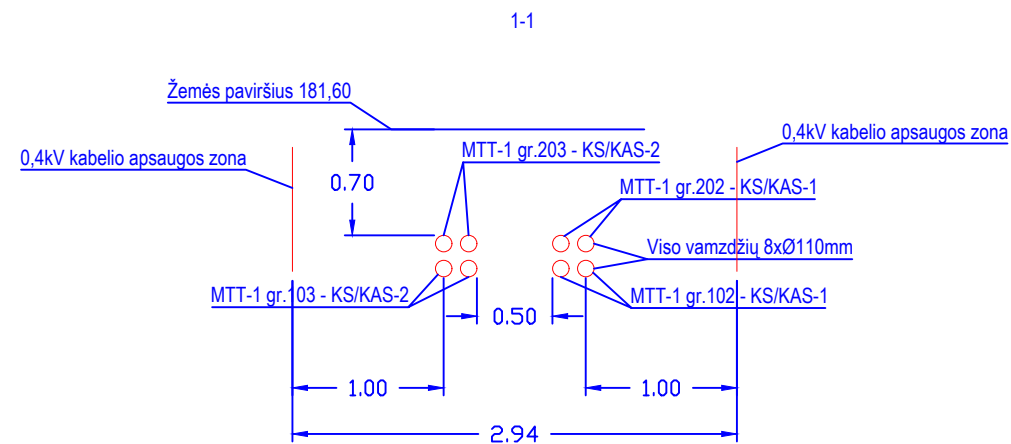 1-1
Žemės paviršius 181,60
0,4kV kabelio apsaugos zona
0,4kV kabelio apsaugos zona
MTT-1 gr.203 - KS/KAS-2
0.70
MTT-1 gr.202 - KS/KAS-1
Viso vamzdžių 8xØ110mm
MTT-1 gr.103 - KS/KAS-2
MTT-1 gr.102 - KS/KAS-1
0.50
1.00
1.00
2.94